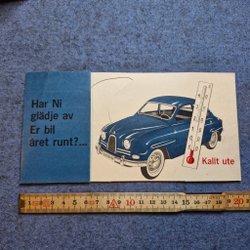 Har Ni
glädje av
Er bil
året runt?...
Kallt ute